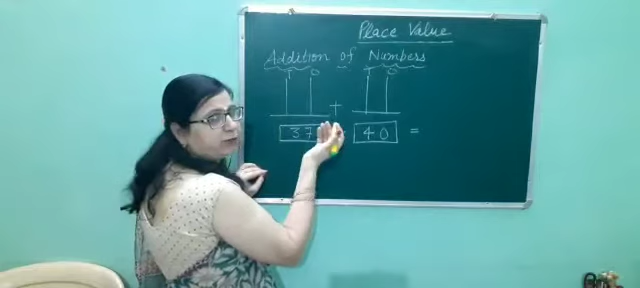 Place Value
Addition of Numbers
T O T O
+
37 40 =